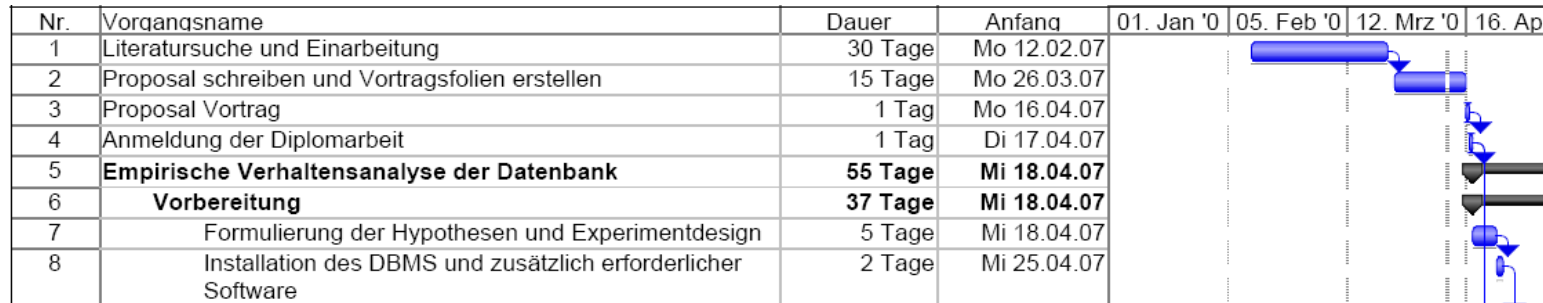 Nr. Vorgangsname Dauer Anfang 01. Jan '0 05. Feb '0 12. Mrz '0 16. Ap
1 Literatursuche und Einarbeitung 30 Tage Mo 12.02.07
2 Proposal schreiben und Vortragsfolien erstellen 15 Tage Mo 26.03.07
3 Proposal Vortrag 1 Tag Mo 16.04.07
4 Anmeldung der Diplomarbeit 1 Tag Di 17.04.07
5 Empirische Verhaltensanalyse der Datenbank 55 Tage Mi 18.04.07
6 Vorbereitung 37 Tage Mi 18.04.07
7 Formulierung der Hypothesen und Experimentdesign 5 Tage Mi 18.04.07
8 Installation des DBMS und zusätzlich erforderlicher 2 Tage Mi 25.04.07
Software